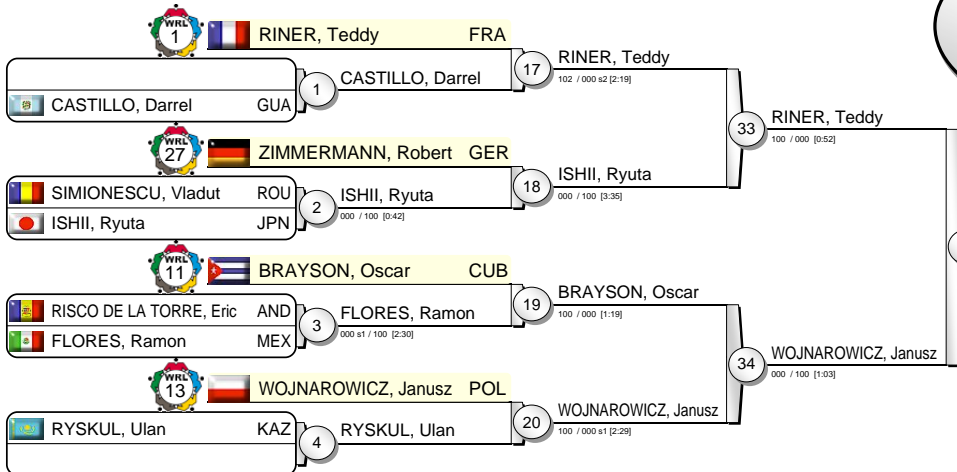 WRL
1
RINER, Teddy FRA
CASTILLO, Darrel GUA
1
CASTILLO, Darrel
17
RINER, Teddy
102 / 000 s2 [2:19]
WRL
27
ZIMMERMANN, Robert GER
SIMIONESCU, Vladut ROU
ISHII, Ryuta JPN
2
ISHII, Ryuta
000 / 100 [0:42]
18
ISHII, Ryuta
000 / 100 [3:35]
33
RINER, Teddy
100 / 000 [0:52]
WRL
11
BRAYSON, Oscar CUB
RISCO DE LA TORRE, Eric AND
FLORES, Ramon MEX
3
FLORES, Ramon
000 s1 / 100 [2:30]
19
BRAYSON, Oscar
100 / 000 [1:19]
WRL
13
WOJNAROWICZ, Janusz POL
RYSKUL, Ulan KAZ
4
RYSKUL, Ulan
20
WOJNAROWICZ, Janusz
100 / 000 s1 [2:29]
34
WOJNAROWICZ, Janusz
000 / 100 [1:03]